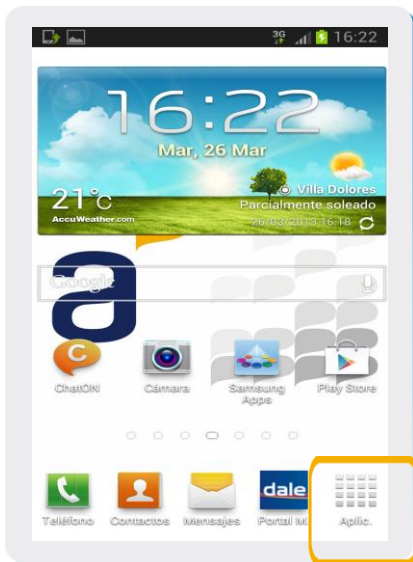 3G 16:22
16:22
Mar, 26 Mar
21°C
AccuWeather.com
Villa Dolores
Parcialmente soleado
26/03/2013 16:18
a
Google
ChatON
Cámara
Samsung Apps
Play Store
Teléfono
Contactos
Mensajes
dale
Portal M.
Aplic.